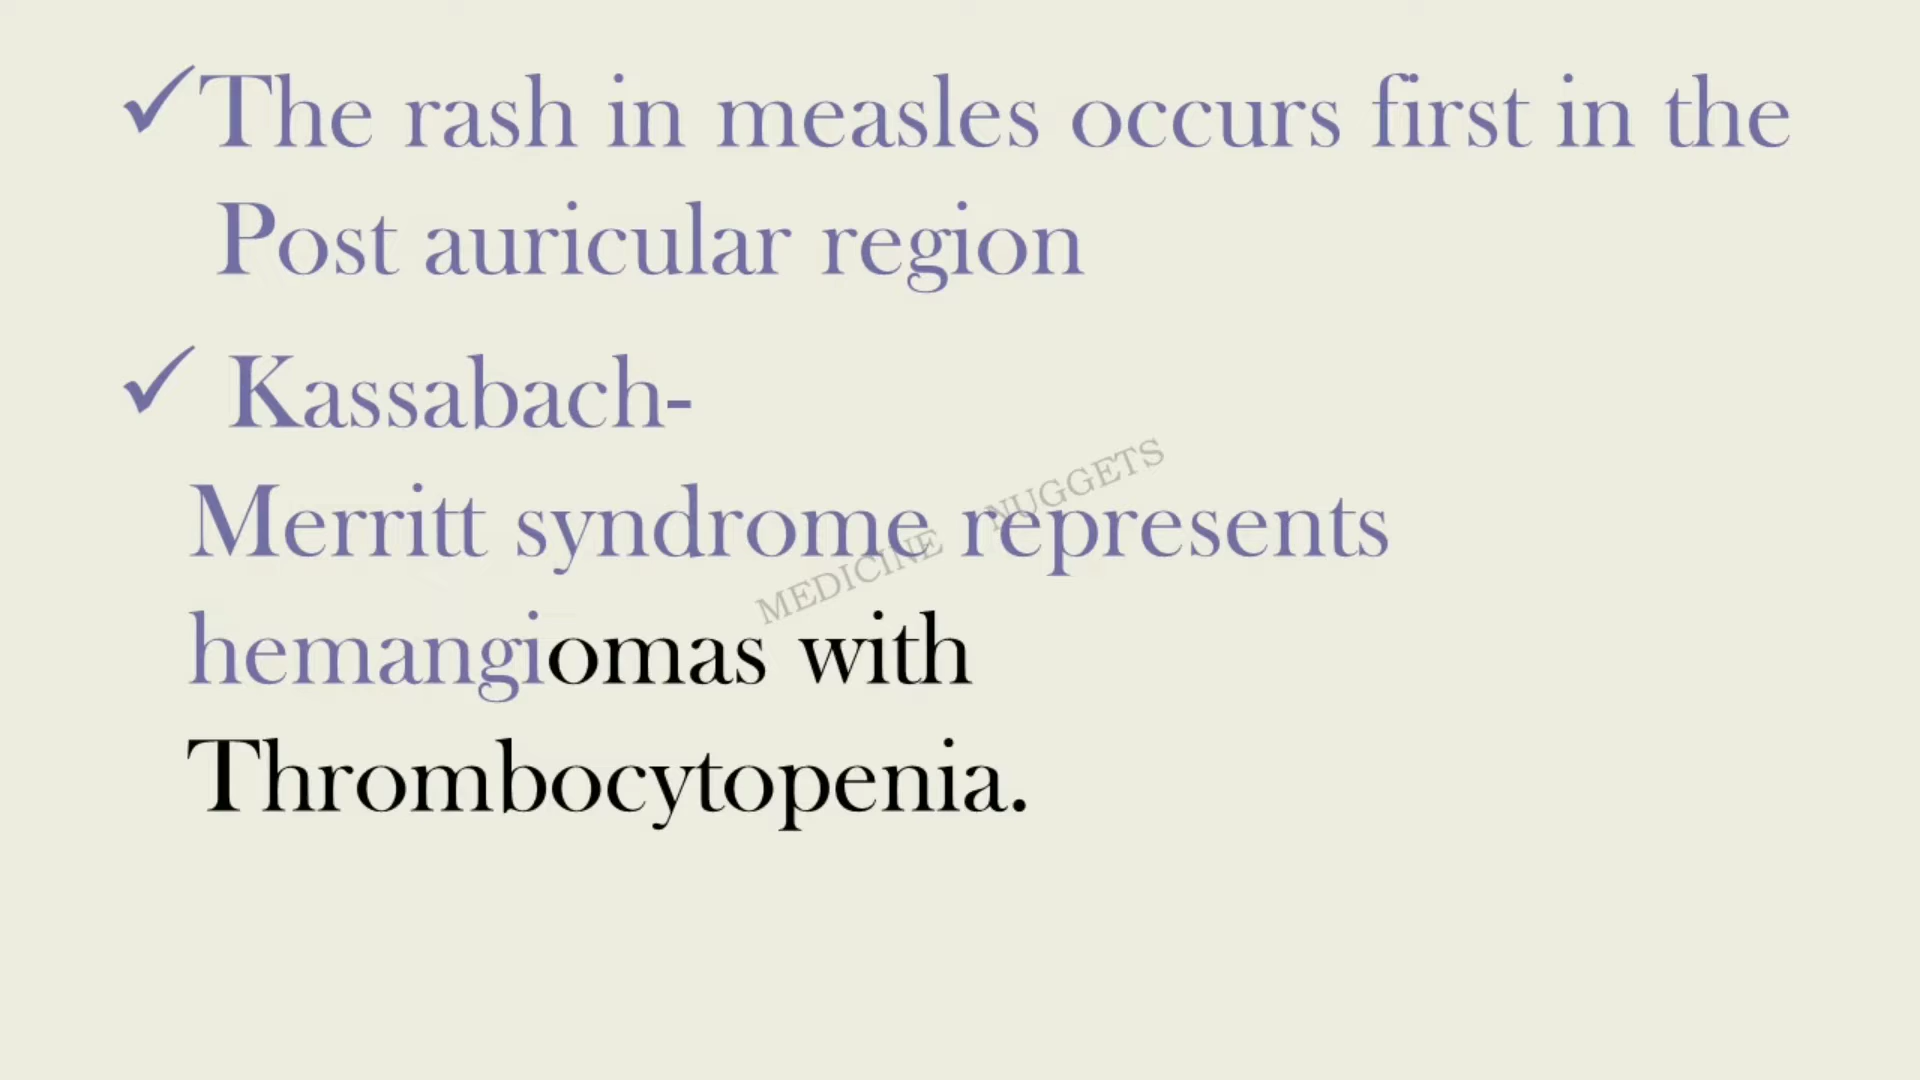 ✓The rash in measles occurs first in the
Post auricular region
✓ Kassabach-
Merritt syndrome represents
hemangiomas with
Thrombocytopenia.
MEDICINE NUGGETS